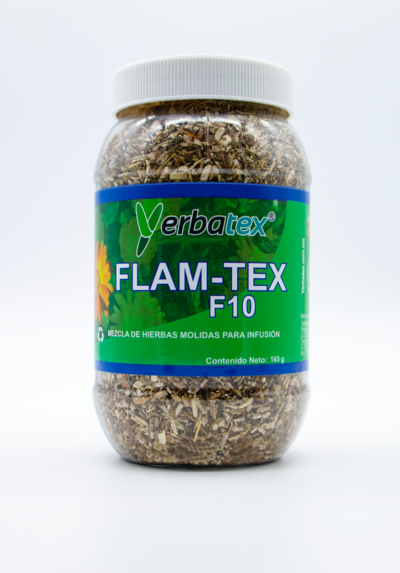 Yerbatex®
FLAM-TEX
F10
MEZCLA DE HIERBAS MOLIDAS PARA INFUSIÓN
Contenido Neto: 165 g